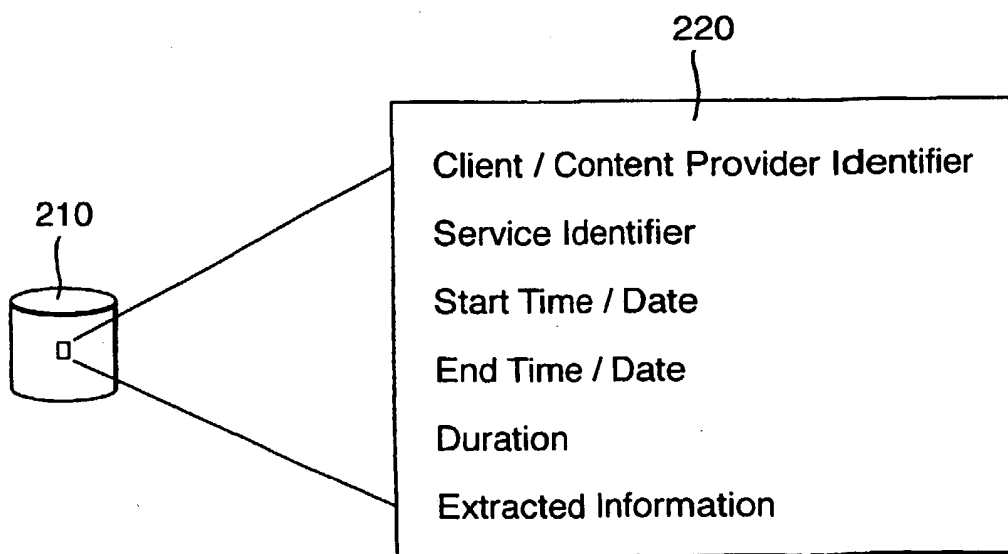 220
Client / Content Provider Identifier
210
Service Identifier
Start Time / Date
End Time / Date
Duration
Extracted Information